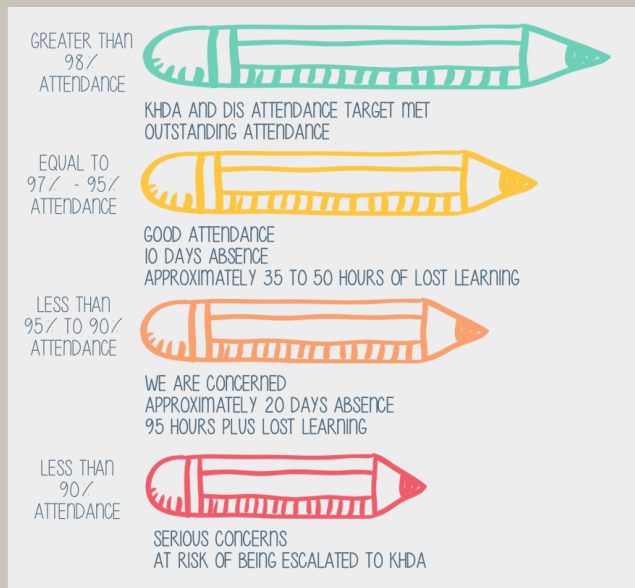 GREATER THAN
98%
ATTENDANCE
KHDA AND DIS ATTENDANCE TARGET MET
OUTSTANDING ATTENDANCE
EQUAL TO
97% - 95%
ATTENDANCE
GOOD ATTENDANCE
10 DAYS ABSENCE
APPROXIMATELY 35 TO 50 HOURS OF LOST LEARNING
LESS THAN
95% TO 90%
ATTENDANCE
WE ARE CONCERNED
APPROXIMATELY 20 DAYS ABSENCE
95 HOURS PLUS LOST LEARNING
LESS THAN
90%
ATTENDANCE
SERIOUS CONCERNS
AT RISK OF BEING ESCALATED TO KHDA